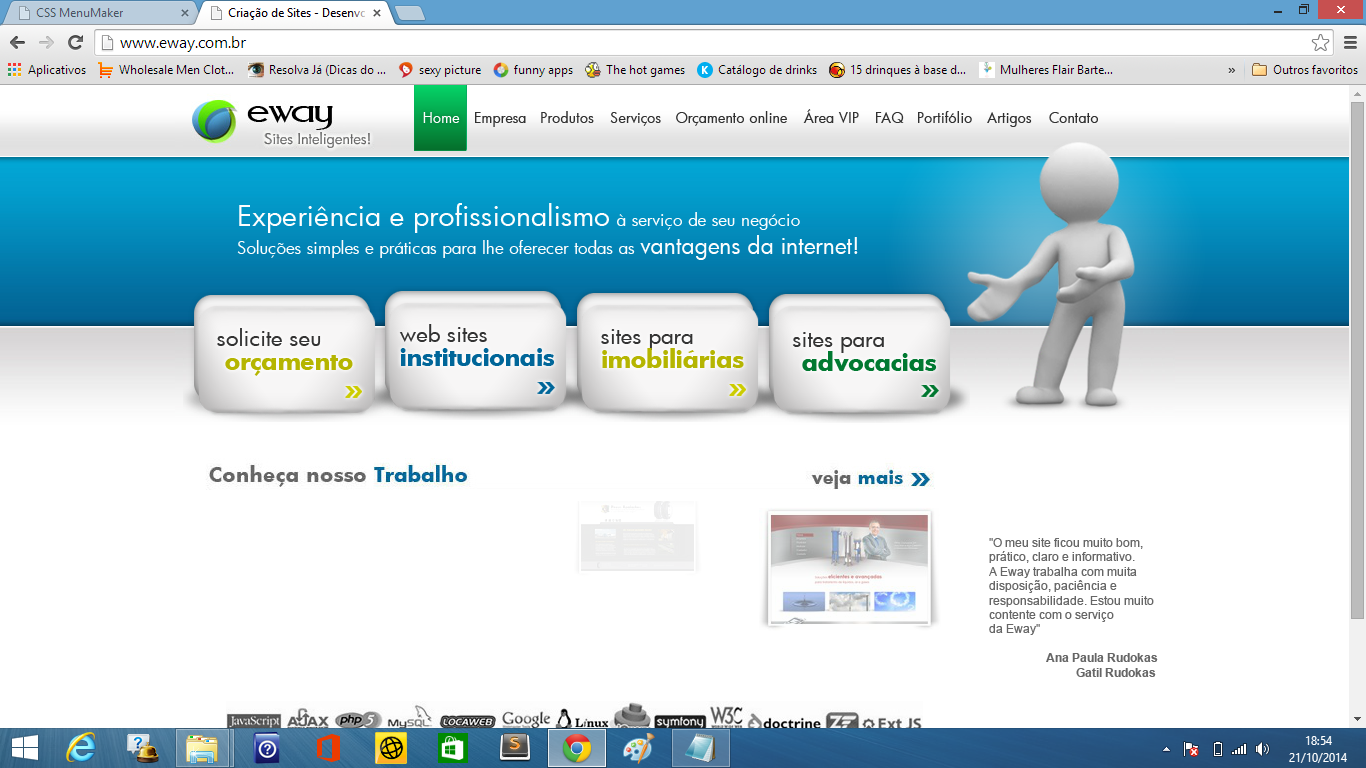 CSS MenuMaker
Criação de Sites - Desenvo
www.eway.com.br
Aplicativos
Wholesale Men Clot...
Resolva Já (Dicas do ...
sexy picture
funny apps
The hot games
Catálogo de drinks
15 drinques à base d...
Mulheres Flair Barte...
»
Outros favoritos
eway
Sites Inteligentes!
Home
Empresa
Produtos
Serviços
Orçamento online
Área VIP
FAQ
Portifólio
Artigos
Contato
Experiência e profissionalismo à serviço de seu negócio
Soluções simples e práticas para lhe oferecer todas as vantagens da internet!
solicite seu
orçamento
»
web sites
institucionais
»
sites para
imobiliárias
»
sites para
advocacias
»
Conheça nosso Trabalho
veja mais »
eficientes e avançadas
"O meu site ficou muito bom,
prático, claro e informativo.
A Eway trabalha com muita
disposição, paciência e
responsabilidade. Estou muito
contente com o serviço
da Eway"
Ana Paula Rudokas
Gatil Rudokas
JavaScript
AJAX
php 5
MySQL
LOCAWEB
Google
Linux
symfony
W3C
doctrine
ZF
Ext JS
18:54
21/10/2014